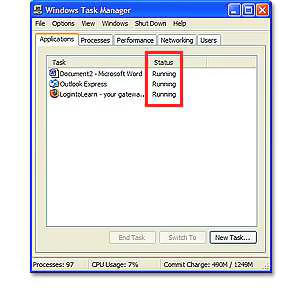 Windows Task Manager
File Options View Windows Shut Down Help
Applications Processes Performance Networking Users
Task Status
Document2 - Microsoft Word Running
Outlook Express Running
LogintoLearn - your gatewa... Running
End Task Switch To New Task...
Processes: 97 CPU Usage: 7% Commit Charge: 490M / 1249M